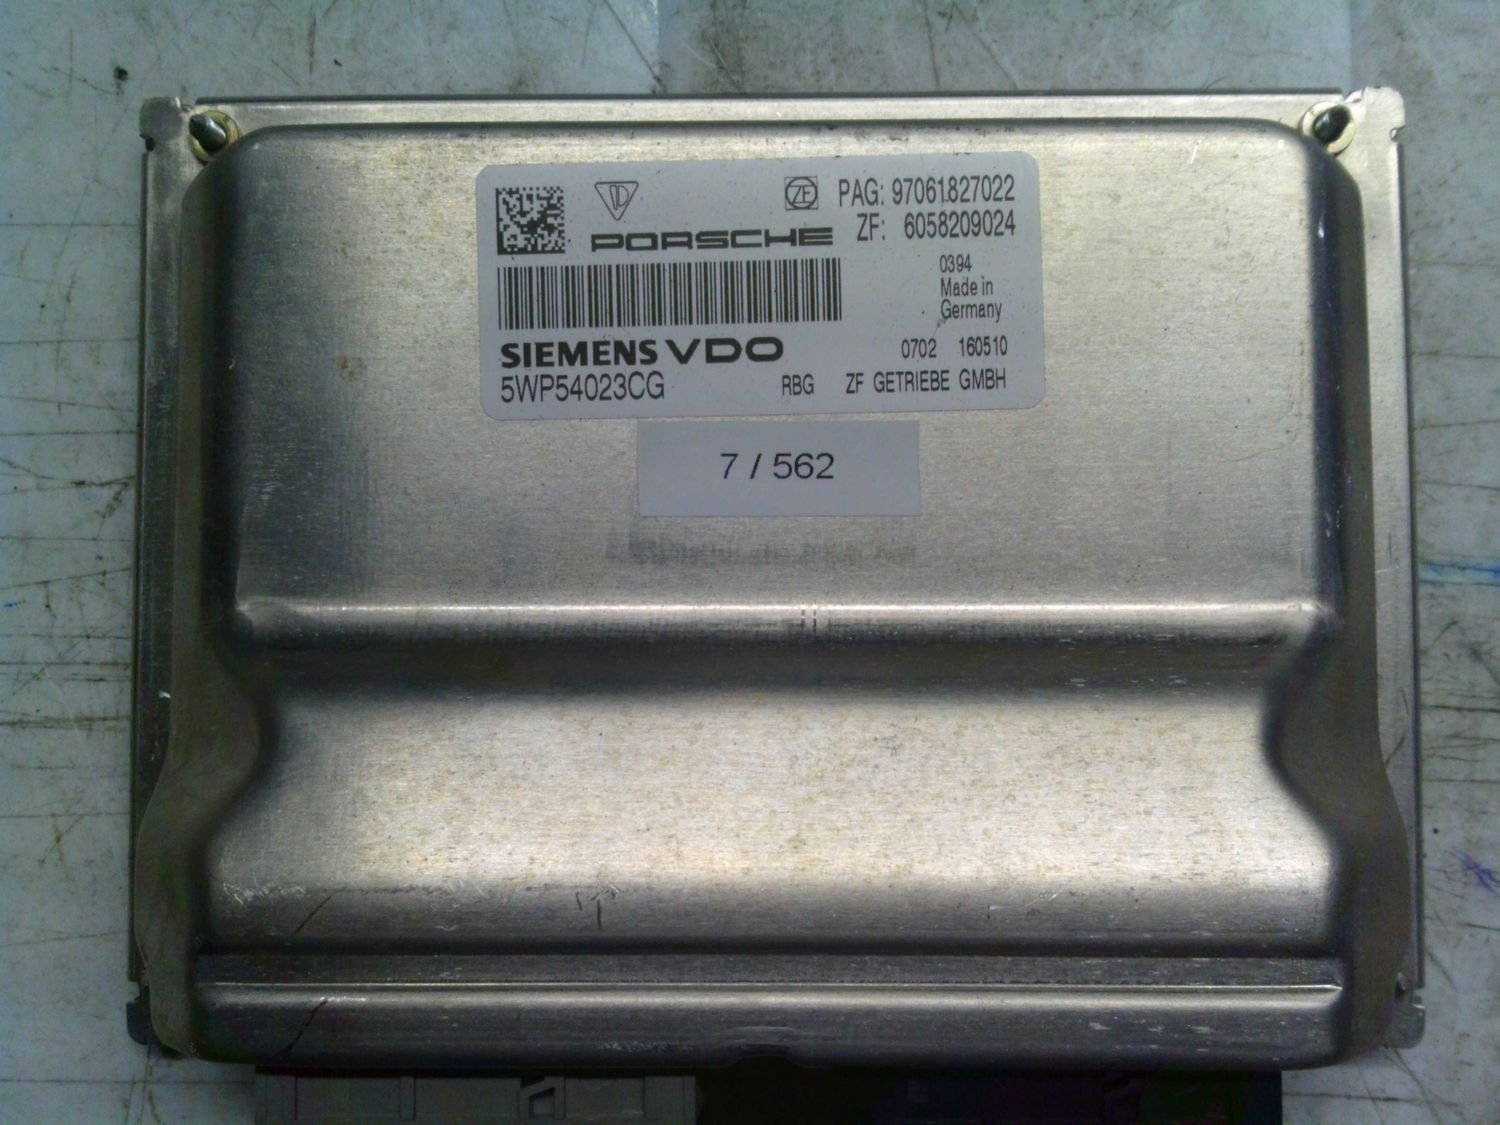 PAG: 97061827022
PORSCHE
ZF
ZF: 6058209024
0394
Made in
Germany
SIEMENS VDO
0702 160510
5WP54023CG
RBG ZF GETRIEBE GMBH
7 / 562